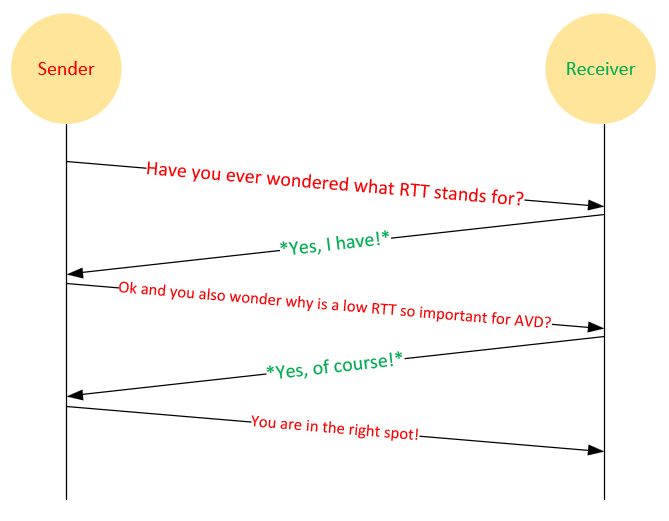 Sender
Receiver
Have you ever wondered what RTT stands for?
*Yes, I have!*
Ok and you also wonder why is a low RTT so important for AVD?
*Yes, of course!*
You are in the right spot!